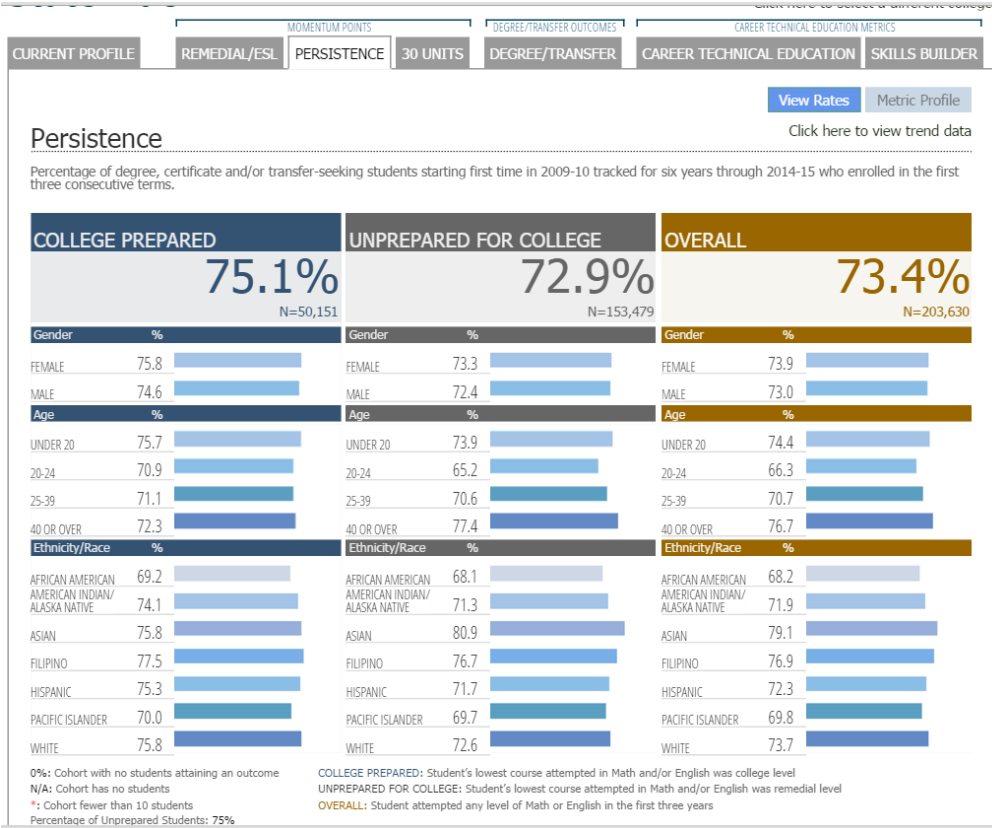 Click here to select a different college
MOMENTUM POINTS DEGREE/TRANSFER OUTCOMES CAREER TECHNICAL EDUCATION METRICS
CURRENT PROFILE REMEDIAL/ESL PERSISTENCE 30 UNITS DEGREE/TRANSFER CAREER TECHNICAL EDUCATION SKILLS BUILDER
View Rates Metric Profile
Click here to view trend data
Persistence
Percentage of degree, certificate and/or transfer-seeking students starting first time in 2009-10 tracked for six years through 2014-15 who enrolled in the first
three consecutive terms.
COLLEGE PREPARED UNPREPARED FOR COLLEGE OVERALL
75.1% 72.9% 73.4%
N=50,151 N=153,479 N=203,630
Gender % Gender % Gender %
FEMALE 75.8 FEMALE 73.3 FEMALE 73.9
MALE 74.6 MALE 72.4 MALE 73.0
Age % Age % Age %
UNDER 20 75.7 UNDER 20 73.9 UNDER 20 74.4
20-24 70.9 20-24 65.2 20-24 66.3
25-39 71.1 25-39 70.6 25-39 70.7
40 OR OVER 72.3 40 OR OVER 77.4 40 OR OVER 76.7
Ethnicity/Race % Ethnicity/Race % Ethnicity/Race %
AFRICAN AMERICAN 69.2 AFRICAN AMERICAN 68.1 AFRICAN AMERICAN 68.2
AMERICAN INDIAN/ AMERICAN INDIAN/ AMERICAN INDIAN/
ALASKA NATIVE 74.1 ALASKA NATIVE 71.3 ALASKA NATIVE 71.9
ASIAN 75.8 ASIAN 80.9 ASIAN 79.1
FILIPINO 77.5 FILIPINO 76.7 FILIPINO 76.9
HISPANIC 75.3 HISPANIC 71.7 HISPANIC 72.3
PACIFIC ISLANDER 70.0 PACIFIC ISLANDER 69.7 PACIFIC ISLANDER 69.8
WHITE 75.8 WHITE 72.6 WHITE 73.7
0%: Cohort with no students attaining an outcome COLLEGE PREPARED: Student's lowest course attempted in Math and/or English was college level
N/A: Cohort has no students UNPREPARED FOR COLLEGE: Student's lowest course attempted in Math and/or English was remedial level
*: Cohort fewer than 10 students OVERALL: Student attempted any level of Math or English in the first three years
Percentage of Unprepared Students: 75%